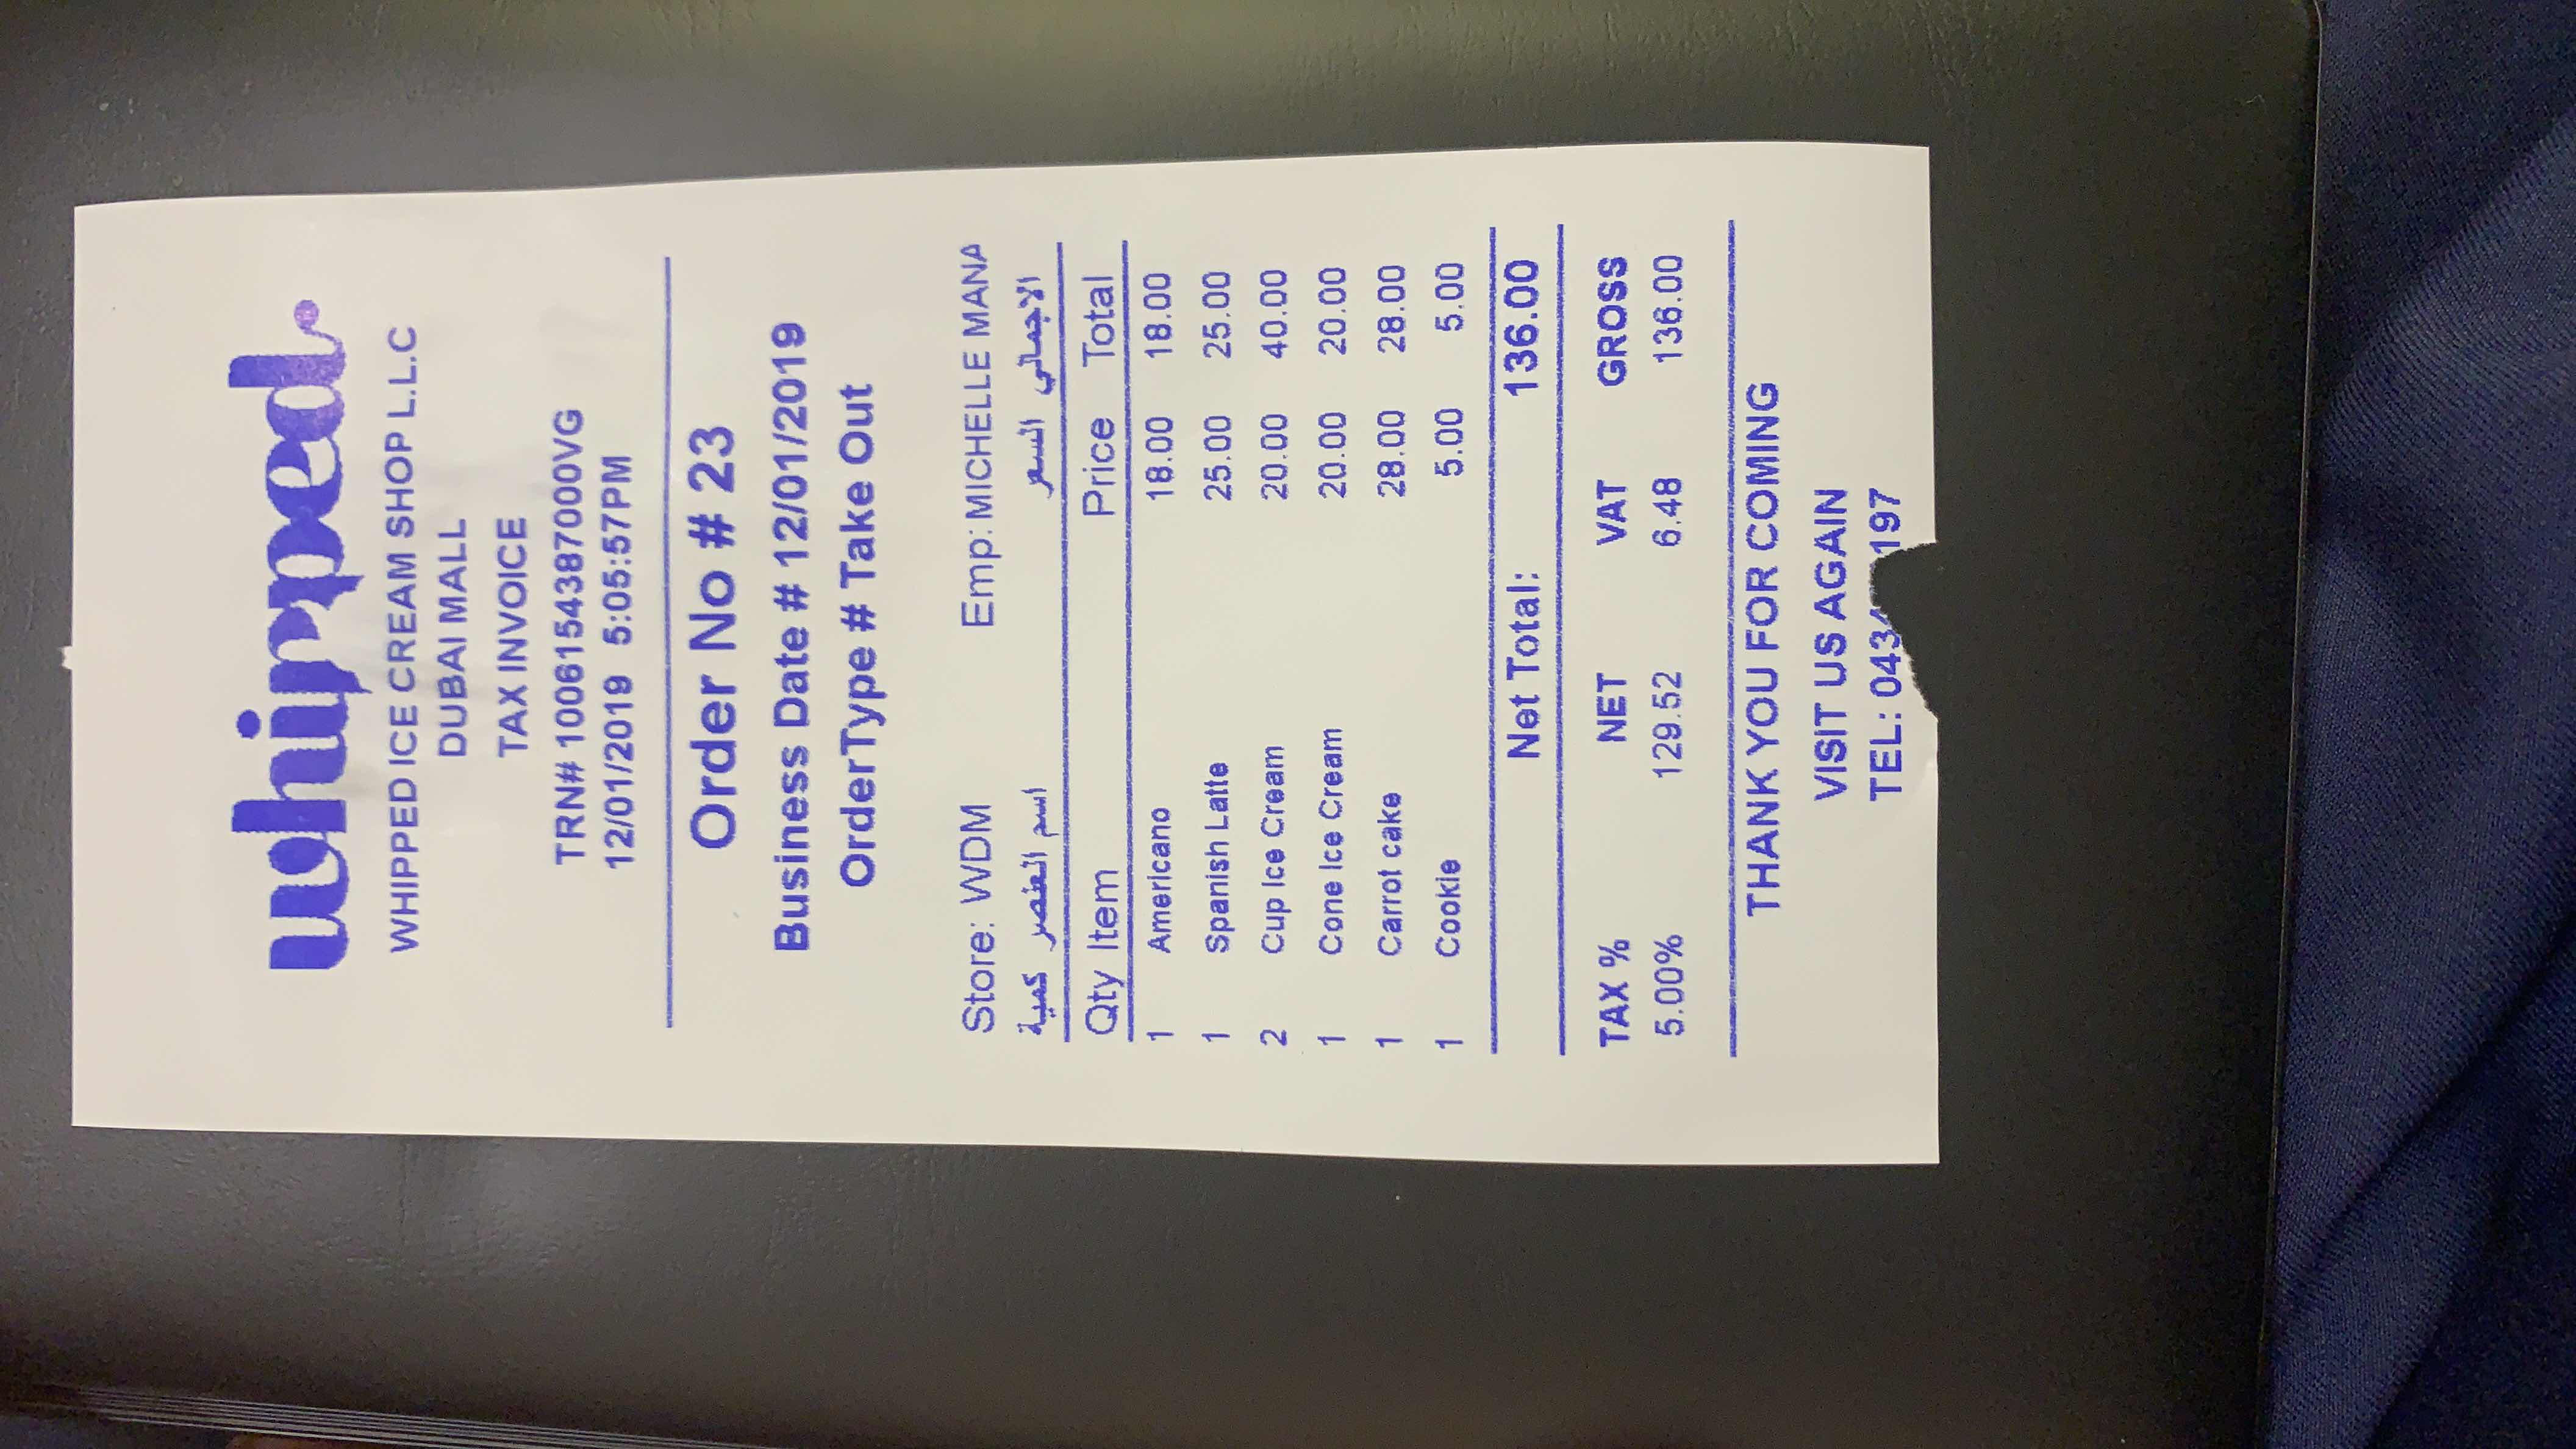 whipped.
WHIPPED ICE CREAM SHOP L.L.C
DUBAI MALL
TAX INVOICE
TRN# 1006154387000VG
12/01/2019 5:05:57PM
Order No # 23
Business Date # 12/01/2019
OrderType # Take Out
Store: WDM Emp: MICHELLE MANA
كمية اسم العنصر السعر الاجمالي
Qty Item Price Total
1 Americano 18.00 18.00
1 Spanish Latte 25.00 25.00
2 Cup Ice Cream 20.00 40.00
1 Cone Ice Cream 20.00 20.00
1 Carrot cake 28.00 28.00
1 Cookie 5.00 5.00
Net Total: 136.00
TAX % NET VAT GROSS
5.00% 129.52 6.48 136.00
THANK YOU FOR COMING
VISIT US AGAIN
TEL: